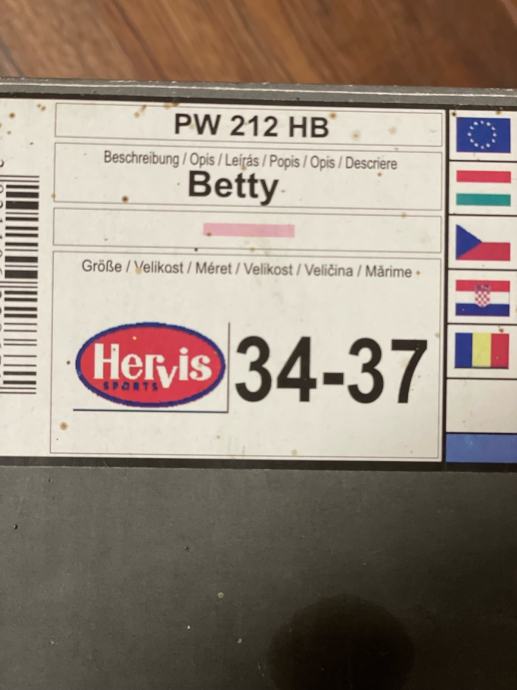 PW 212 HB
Beschreibung / Opis / Leírás / Popis / Opis / Descriere
Betty
Größe / Velikost / Méret / Velikost / Veličina / Mărime
Hervis
SPORTS
34-37